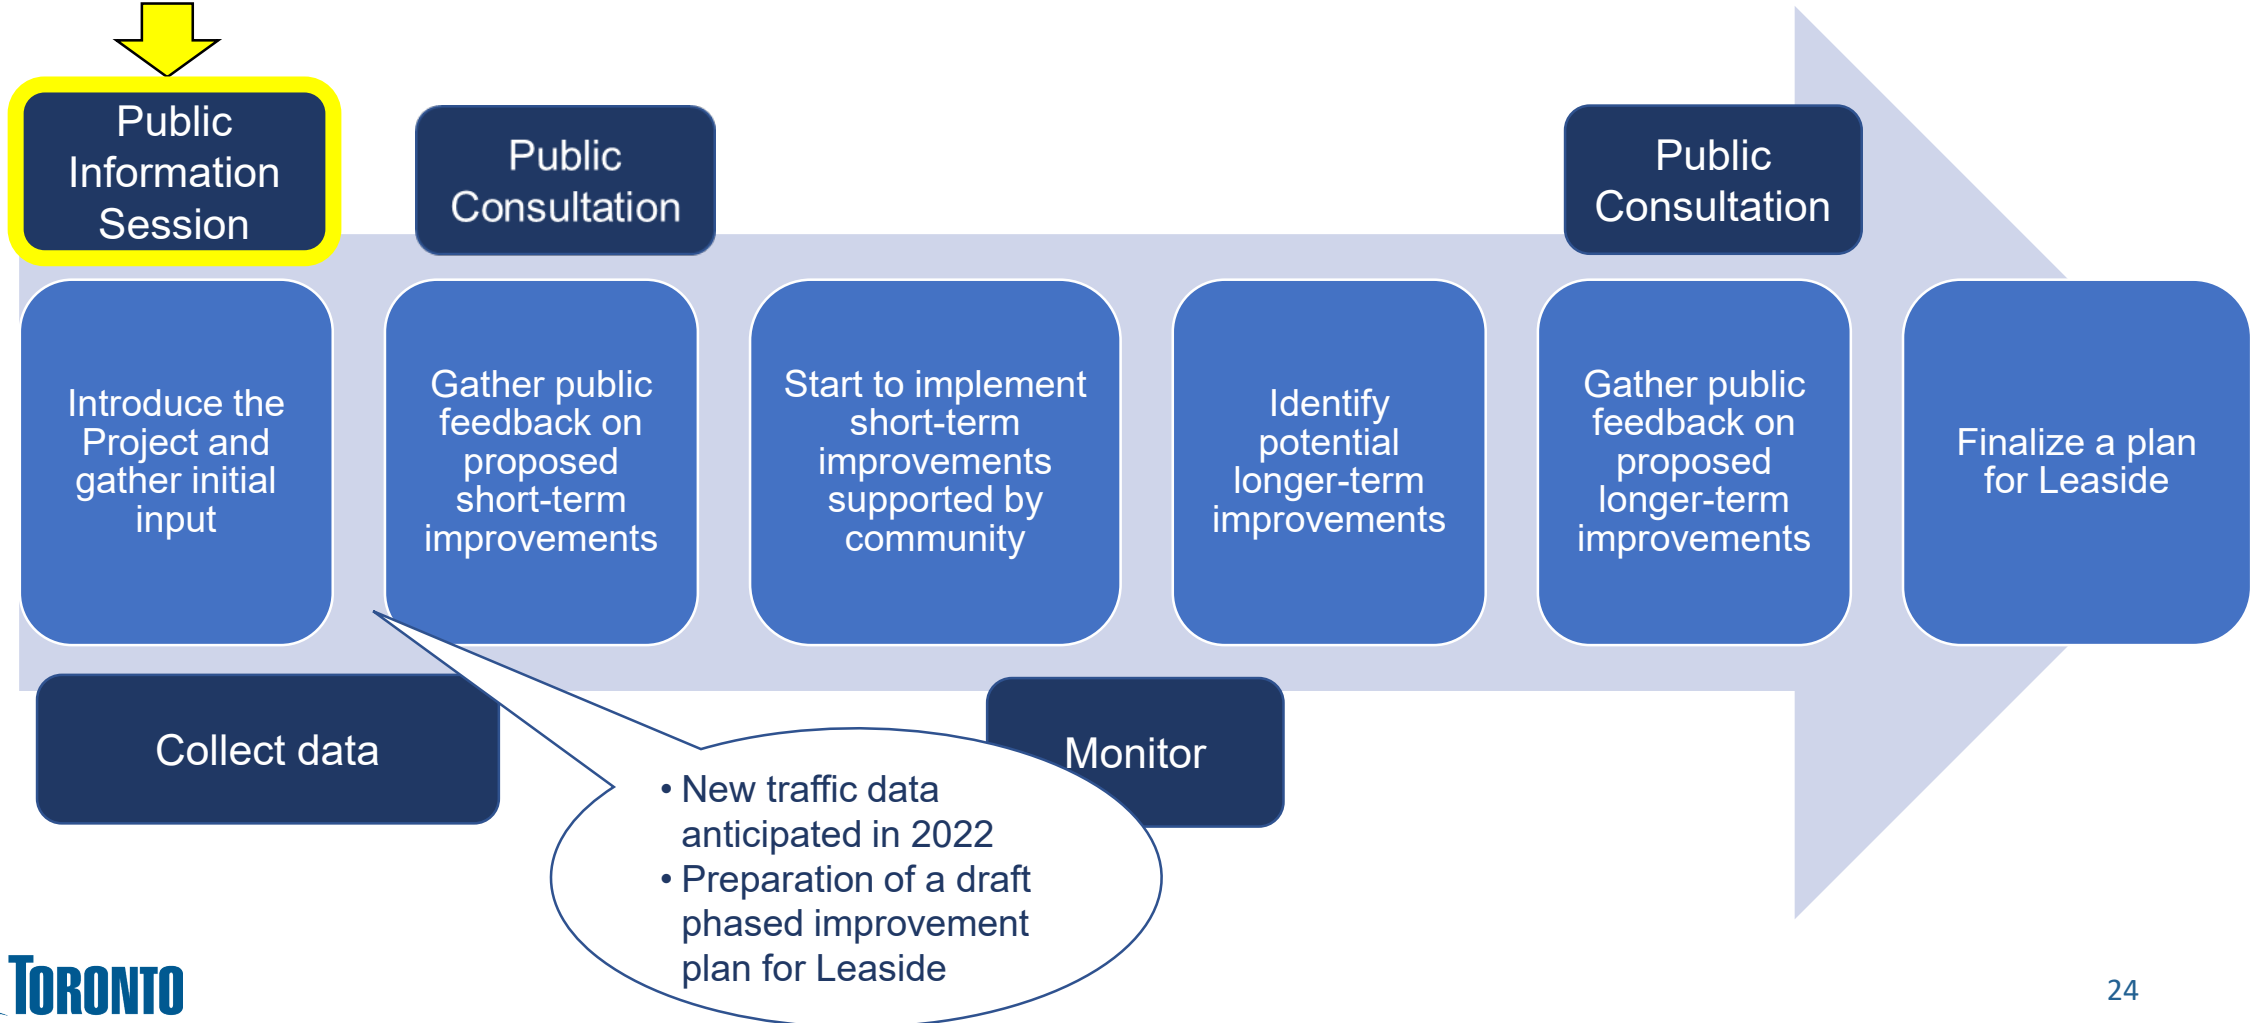 Public
Information
Session
Public
Consultation
Public
Consultation
Introduce the
Project and
gather initial
input
Gather public
feedback on
proposed
short-term
improvements
Start to implement
short-term
improvements
supported by
community
Identify
potential
longer-term
improvements
Gather public
feedback on
proposed
longer-term
improvements
Finalize a plan
for Leaside
Collect data
Monitor
• New traffic data
anticipated in 2022
• Preparation of a draft
phased improvement
plan for Leaside
TORONTO
24